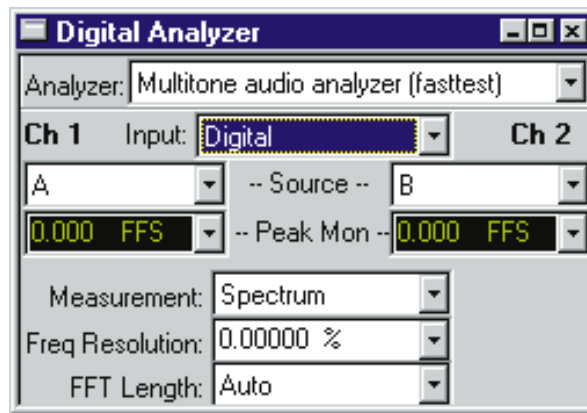 Digital Analyzer
Analyzer: Multitone audio analyzer (fasttest)
Ch 1 Input: Digital Ch 2
A -- Source -- B
0.000 FFS -- Peak Mon -- 0.000 FFS
Measurement: Spectrum
Freq Resolution: 0.00000 %
FFT Length: Auto